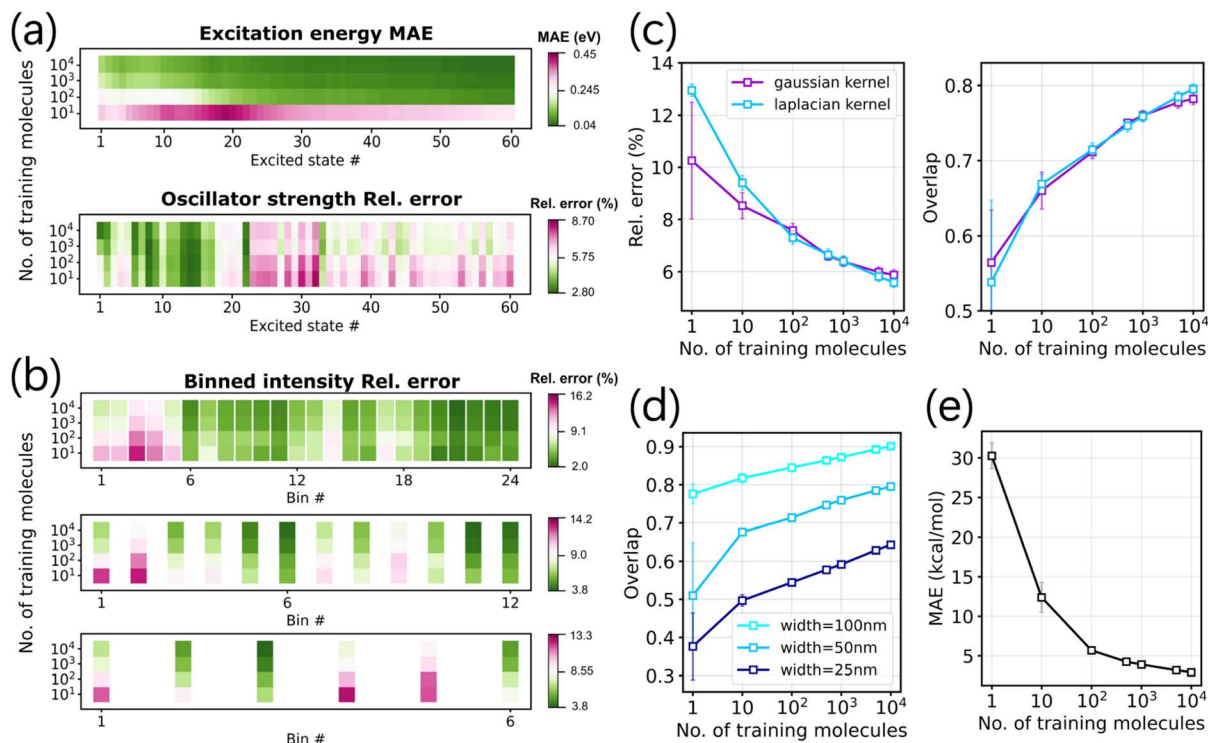 (a)
Excitation energy MAE
MAE (eV)
0.45
0.245
0.04
10⁴
10³
10²
10¹
1 10 20 30 40 50 60
Excited state #
No. of training molecules
Oscillator strength Rel. error
Rel. error (%)
8.70
5.75
2.80
10⁴
10³
10²
10¹
1 10 20 30 40 50 60
Excited state #
(b)
Binned intensity Rel. error
Rel. error (%)
16.2
9.1
2.0
10⁴
10³
10²
10¹
1 6 12 18 24
Bin #
No. of training molecules
14.2
9.0
3.8
10⁴
10³
10²
10¹
1 6 12
Bin #
13.3
8.55
3.8
10⁴
10³
10²
10¹
1 6
Bin #
(c)
Rel. error (%)
14
12
10
8
6
gaussian kernel
laplacian kernel
1 10 10² 10³ 10⁴
No. of training molecules
Overlap
0.8
0.7
0.6
0.5
1 10 10² 10³ 10⁴
No. of training molecules
(d)
Overlap
0.9
0.8
0.7
0.6
0.5
0.4
0.3
width=100nm
width=50nm
width=25nm
1 10 10² 10³ 10⁴
No. of training molecules
(e)
MAE (kcal/mol)
30
25
20
15
10
5
1 10 10² 10³ 10⁴
No. of training molecules